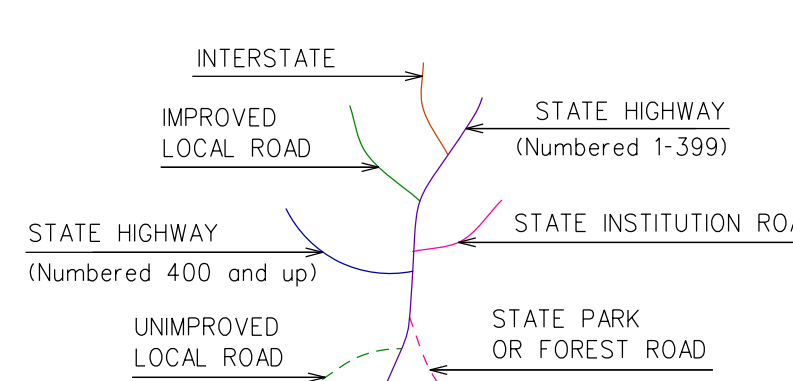 INTERSTATE
IMPROVED
LOCAL ROAD
STATE HIGHWAY
(Numbered 1-399)
STATE HIGHWAY
(Numbered 400 and up)
STATE INSTITUTION
UNIMPROVED
LOCAL ROAD
STATE PARK
OR FOREST ROAD